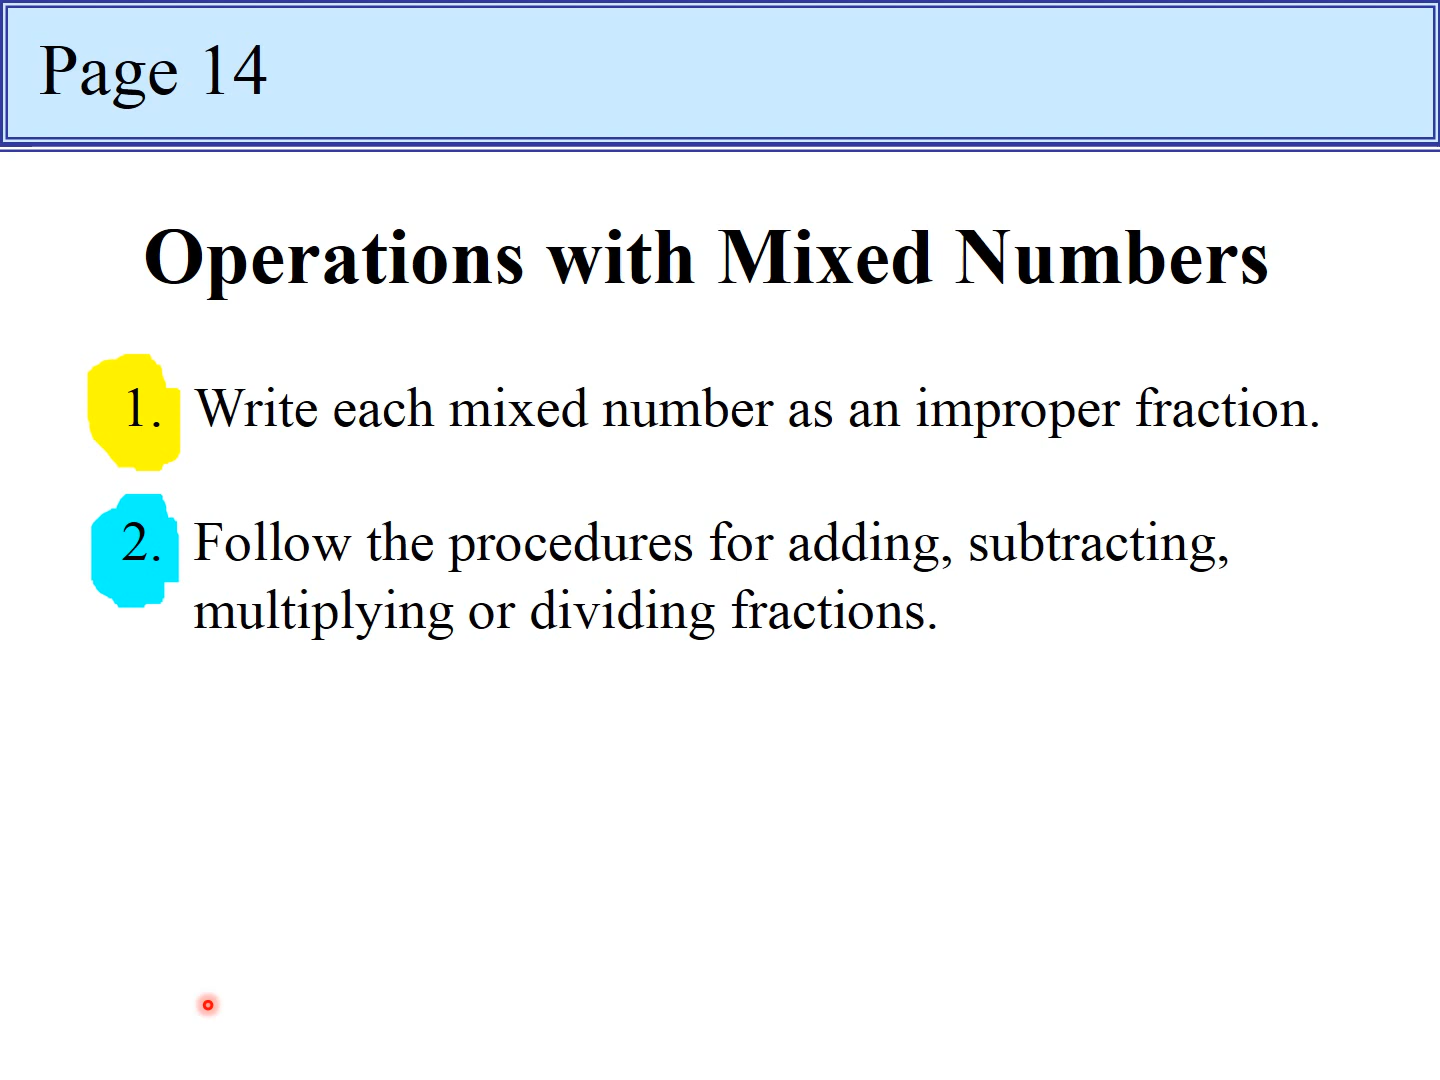 Page 14
Operations with Mixed Numbers
1. Write each mixed number as an improper fraction.
2. Follow the procedures for adding, subtracting,
multiplying or dividing fractions.